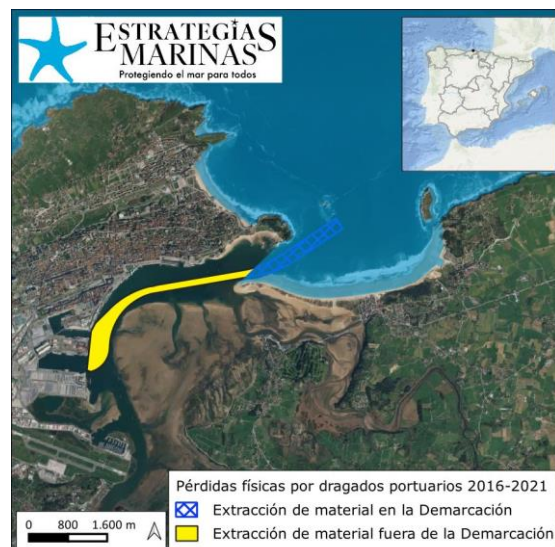 ESTRATEGIAS
MARINAS
Protegiendo el mar para todos
Pérdidas físicas por dragados portuarios 2016-2021
Extracción de material en la Demarcación
Extracción de material fuera de la Demarcación
0 800 1.600 m